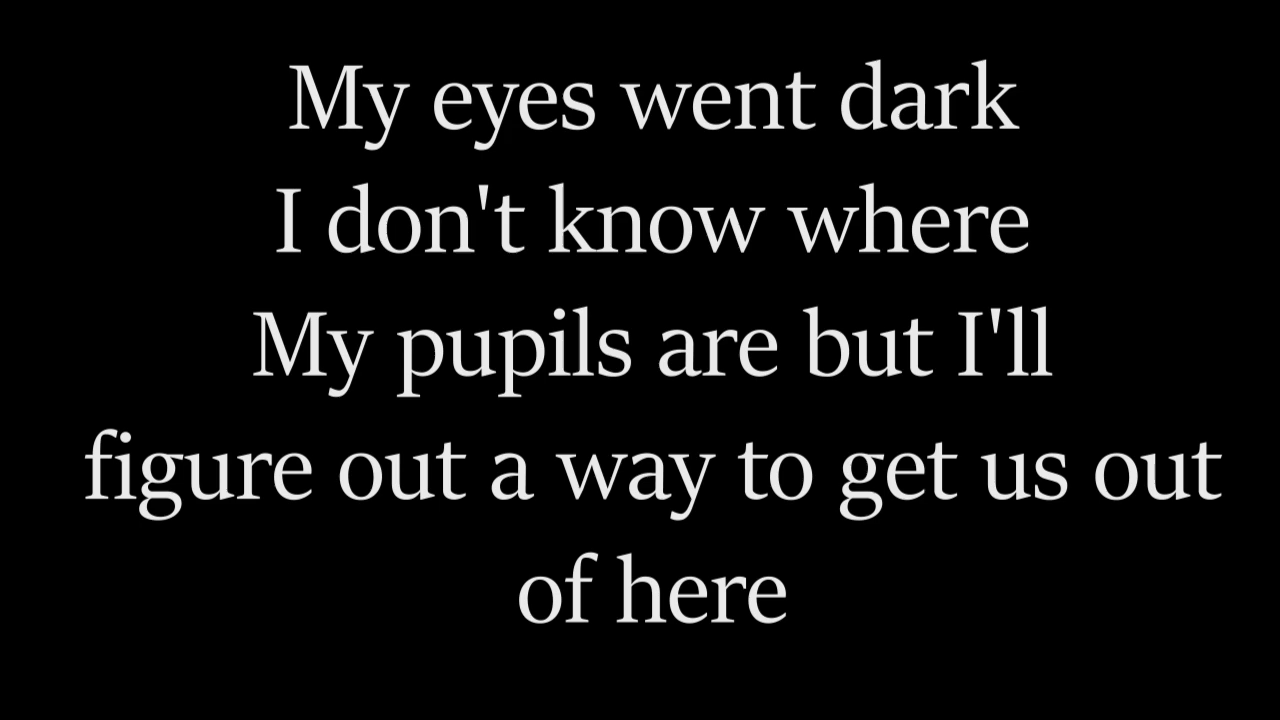 My eyes went dark
I don't know where
My pupils are but I'll
figure out a way to get us out
of here